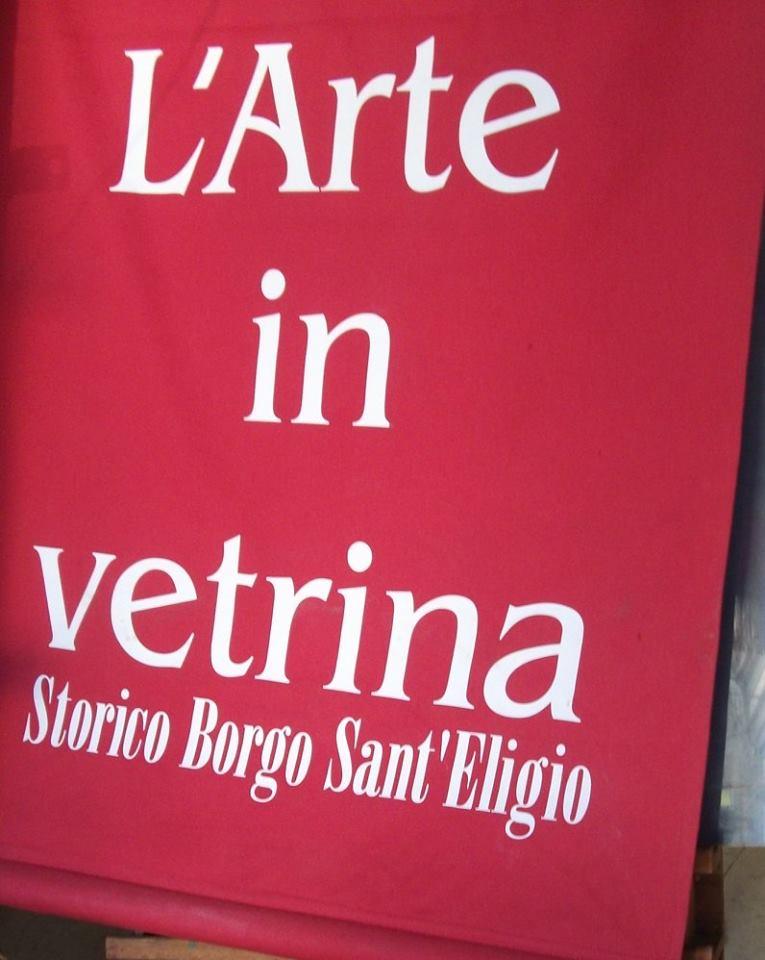 L'Arte
in
vetrina
Storico Borgo Sant'Eligio